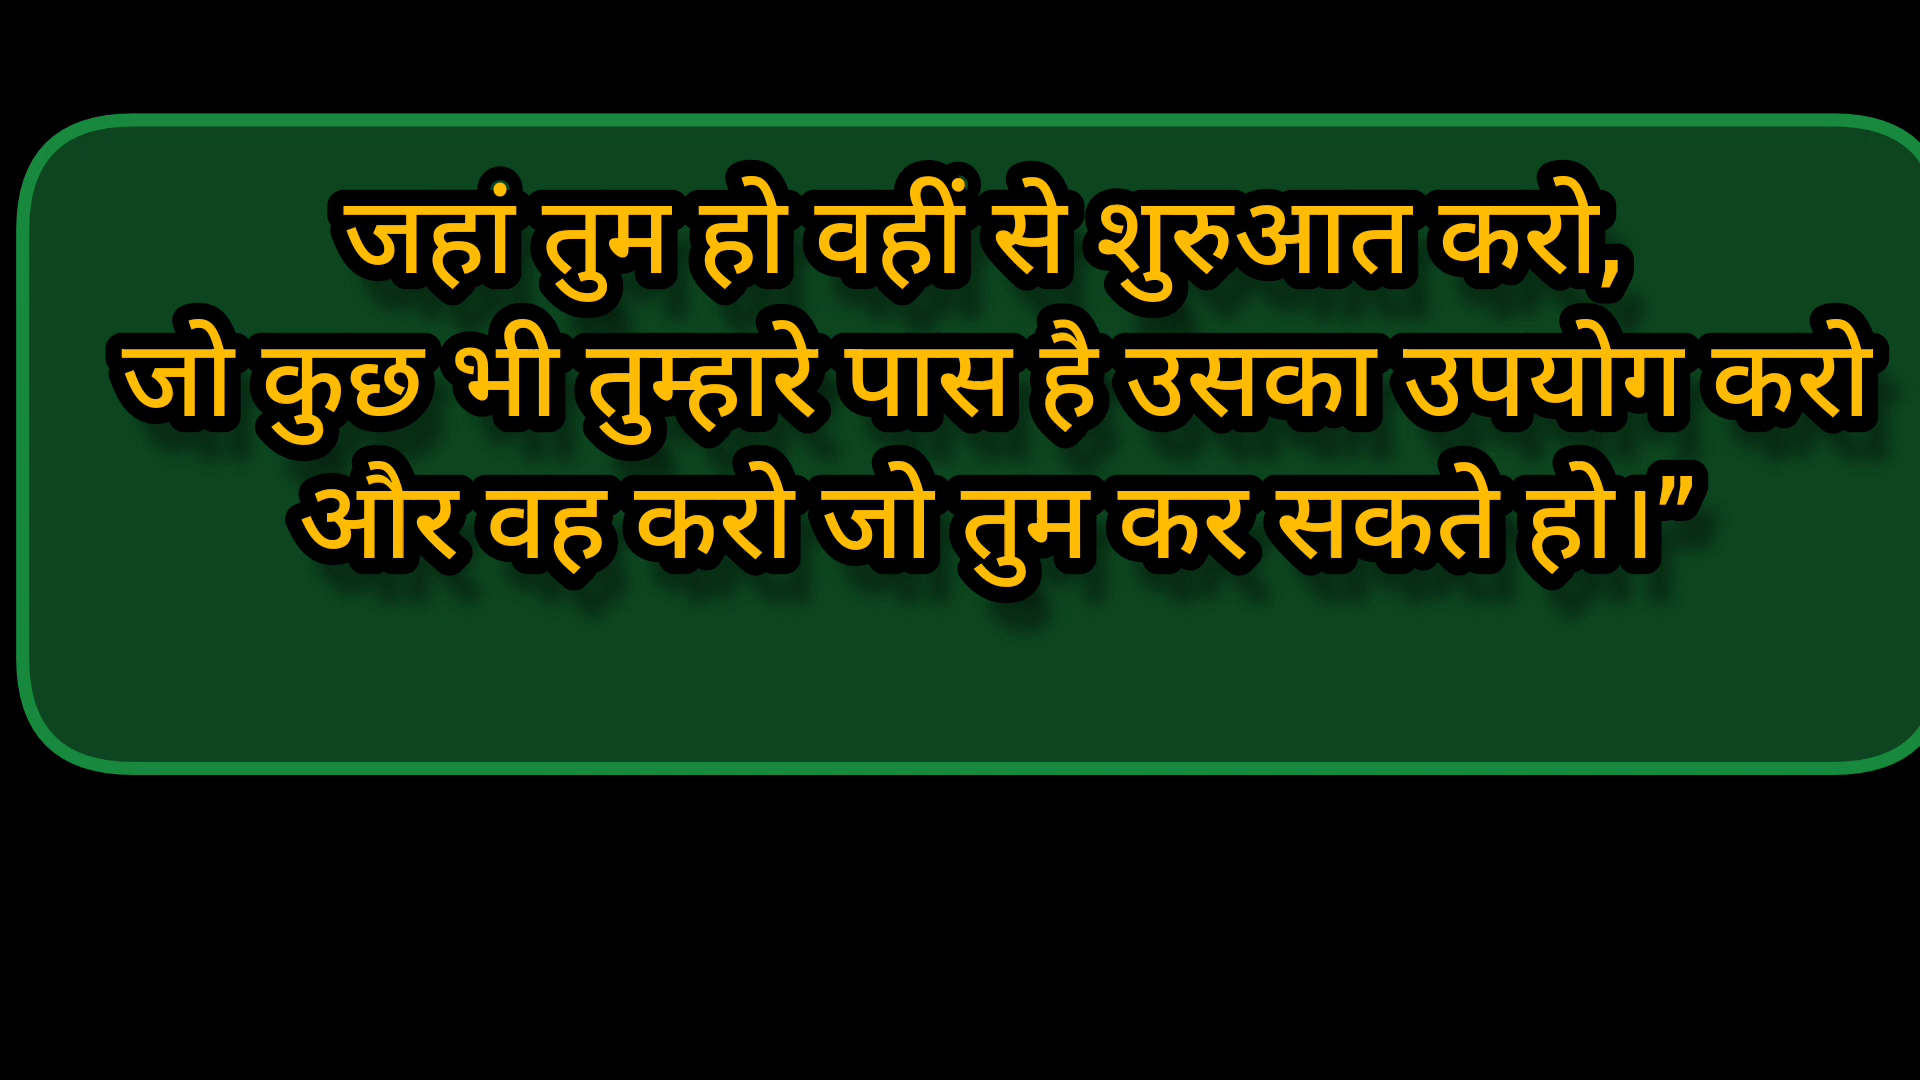 जहां तुम हो वहीं से शुरुआत करो,
जो कुछ भी तुम्हारे पास है उसका उपयोग करो
और वह करो जो तुम कर सकते हो।”